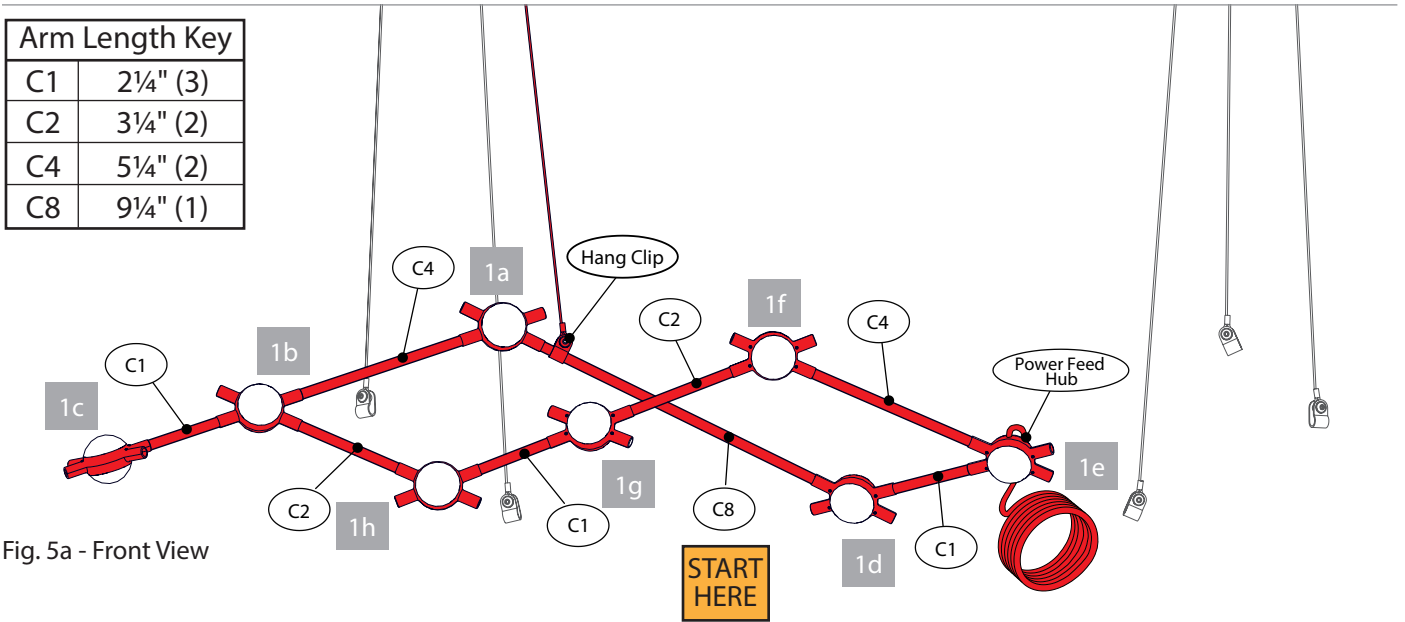 Arm Length Key
C1 2¼" (3)
C2 3¼" (2)
C4 5¼" (2)
C8 9¼" (1)
C4
1a
Hang Clip
1f
C2
C4
1b
C1
Power Feed
Hub
1c
1e
1g
C2
1h
C1
C8
1d
C1
START
HERE
Fig. 5a - Front View